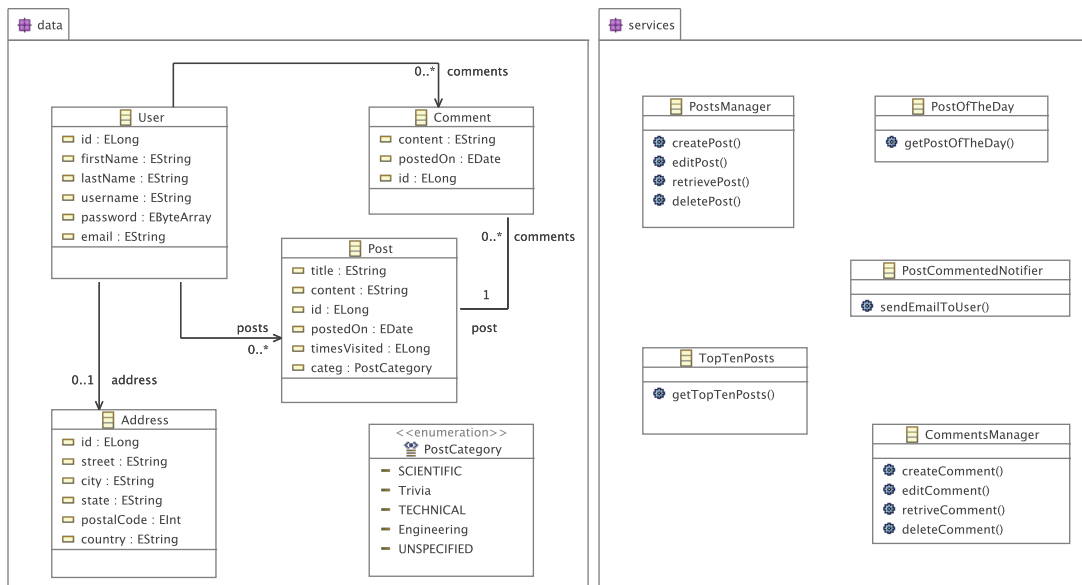 data
0..* comments
User
id : ELong
firstName : EString
lastName : EString
username : EString
password : EByteArray
email : EString
Comment
content : EString
postedOn : EDate
id : ELong
0..* comments
Post
title : EString
content : EString
id : ELong
postedOn : EDate
timesVisited : ELong
categ : PostCategory
1
post
posts
0..*
0..1 address
Address
id : ELong
street : EString
city : EString
state : EString
postalCode : EInt
country : EString
<<enumeration>>
PostCategory
SCIENTIFIC
Trivia
TECHNICAL
Engineering
UNSPECIFIED
services
PostsManager
createPost()
editPost()
retrievePost()
deletePost()
PostOfTheDay
getPostOfTheDay()
PostCommentedNotifier
sendEmailToUser()
TopTenPosts
getTopTenPosts()
CommentsManager
createComment()
editComment()
retriveComment()
deleteComment()